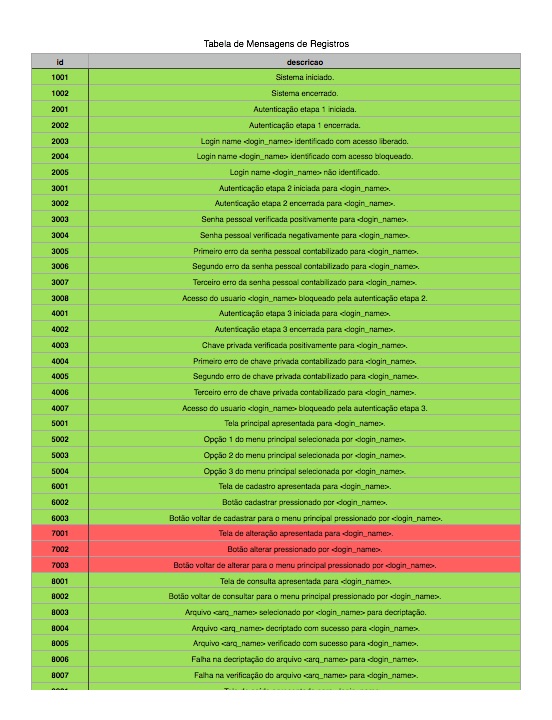 Tabela de Mensagens de Registros
id descricao
1001 Sistema iniciado.
1002 Sistema encerrado.
2001 Autenticação etapa 1 iniciada.
2002 Autenticação etapa 1 encerrada.
2003 Login name <login_name> identificado com acesso liberado.
2004 Login name <login_name> identificado com acesso bloqueado.
2005 Login name <login_name> não identificado.
3001 Autenticação etapa 2 iniciada para <login_name>.
3002 Autenticação etapa 2 encerrada para <login_name>.
3003 Senha pessoal verificada positivamente para <login_name>.
3004 Senha pessoal verificada negativamente para <login_name>.
3005 Primeiro erro da senha pessoal contabilizado para <login_name>.
3006 Segundo erro da senha pessoal contabilizado para <login_name>.
3007 Terceiro erro da senha pessoal contabilizado para <login_name>.
3008 Acesso do usuario <login_name> bloqueado pela autenticação etapa 2.
4001 Autenticação etapa 3 iniciada para <login_name>.
4002 Autenticação etapa 3 encerrada para <login_name>.
4003 Chave privada verificada positivamente para <login_name>.
4004 Primeiro erro de chave privada contabilizado para <login_name>.
4005 Segundo erro de chave privada contabilizado para <login_name>.
4006 Terceiro erro de chave privada contabilizado para <login_name>.
4007 Acesso do usuario <login_name> bloqueado pela autenticação etapa 3.
5001 Tela principal apresentada para <login_name>.
5002 Opção 1 do menu principal selecionada por <login_name>.
5003 Opção 2 do menu principal selecionada por <login_name>.
5004 Opção 3 do menu principal selecionada por <login_name>.
6001 Tela de cadastro apresentada para <login_name>.
6002 Botão cadastrar pressionado por <login_name>.
6003 Botão voltar de cadastrar para o menu principal pressionado por <login_name>.
7001 Tela de alteração apresentada para <login_name>.
7002 Botão alterar pressionado por <login_name>.
7003 Botão voltar de alterar para o menu principal pressionado por <login_name>.
8001 Tela de consulta apresentada para <login_name>.
8002 Botão voltar de consultar para o menu principal pressionado por <login_name>.
8003 Arquivo <arq_name> selecionado por <login_name> para decriptação.
8004 Arquivo <arq_name> decriptado com sucesso para <login_name>.
8005 Arquivo <arq_name> verificado com sucesso para <login_name>.
8006 Falha na decriptação do arquivo <arq_name> para <login_name>.
8007 Falha na verificação do arquivo <arq_name> para <login_name>.